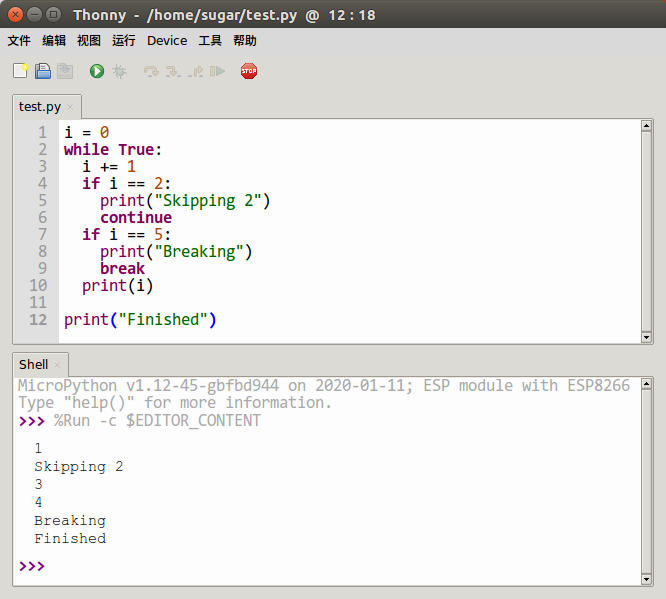 Thonny - /home/sugar/test.py @ 12 : 18
文件 编辑 视图 运行 Device 工具 帮助
STOP
test.py ×
1 i = 0
2 while True:
3   i += 1
4   if i == 2:
5     print("Skipping 2")
6     continue
7   if i == 5:
8     print("Breaking")
9     break
10   print(i)
11
12 print("Finished")
Shell ×
MicroPython v1.12-45-gbfbd944 on 2020-01-11; ESP module with ESP8266
Type "help()" for more information.
>>> %Run -c $EDITOR_CONTENT
1
Skipping 2
3
4
Breaking
Finished
>>>